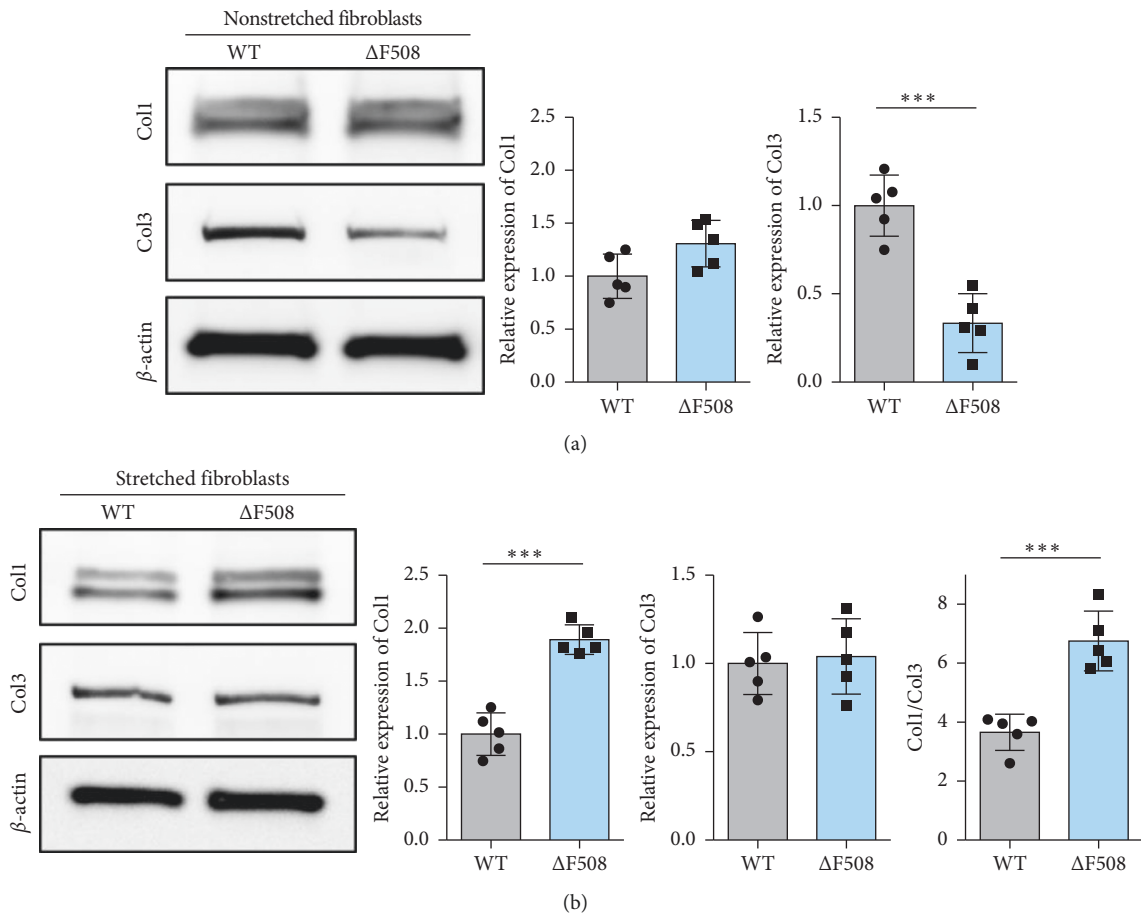 Nonstretched fibroblasts
WT ΔF508
Col1
Col3
β-actin
Relative expression of Col1
2.5
2.0
1.5
1.0
0.5
0.0
WT ΔF508
Relative expression of Col3
***
1.5
1.0
0.5
0.0
WT ΔF508
(a)
Stretched fibroblasts
WT ΔF508
Col1
Col3
β-actin
Relative expression of Col1
***
2.5
2.0
1.5
1.0
0.5
0.0
WT ΔF508
Relative expression of Col3
1.5
1.0
0.5
0.0
WT ΔF508
Col1/Col3
***
8
6
4
2
0
WT ΔF508
(b)